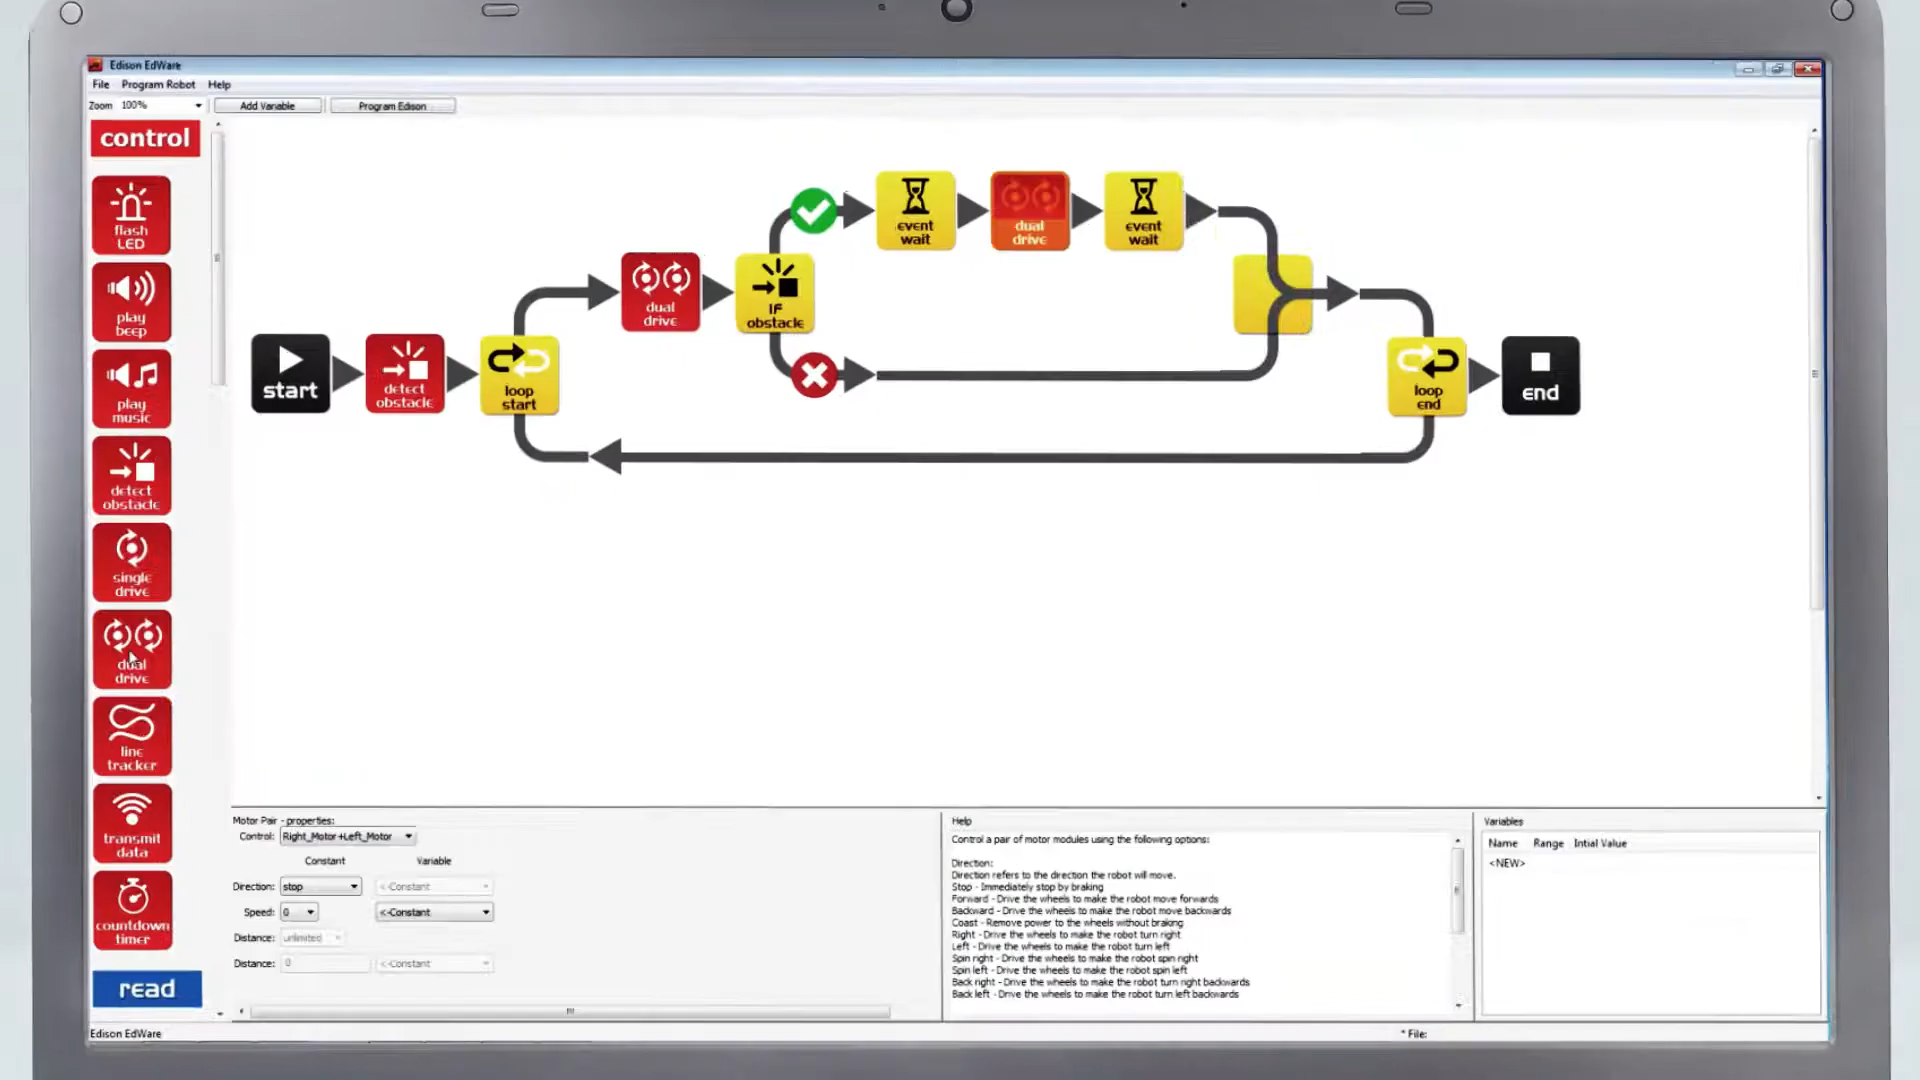 Edison EdWare
File Program Robot Help
Zoom 100% Add Variable Program Edison
control
flash
LED
play
beep
play
music
detect
obstacle
single
drive
dual
drive
line
tracker
transmit
data
countdown
timer
read
start
detect
obstacle
loop
start
dual
drive
IF
obstacle
event
wait
dual
drive
event
wait
loop
end
end
Motor Pair - properties:
Control: Right_Motor+Left_Motor
Constant Variable
Direction: stop <-Constant
Speed: 0 <-Constant
Distance: unlimited
Distance: 0 <-Constant
Help
Control a pair of motor modules using the following options:
Direction:
Direction refers to the direction the robot will move.
Stop - Immediately stop by braking
Forward - Drive the wheels to make the robot move forwards
Backward - Drive the wheels to make the robot move backwards
Coast - Remove power to the wheels without braking
Right - Drive the wheels to make the robot turn right
Left - Drive the wheels to make the robot turn left
Spin right - Drive the wheels to make the robot spin right
Spin left - Drive the wheels to make the robot spin left
Back right - Drive the wheels to make the robot turn right backwards
Back left - Drive the wheels to make the robot turn left backwards
Variables
Name Range Intial Value
<NEW>
Edison EdWare
* File: